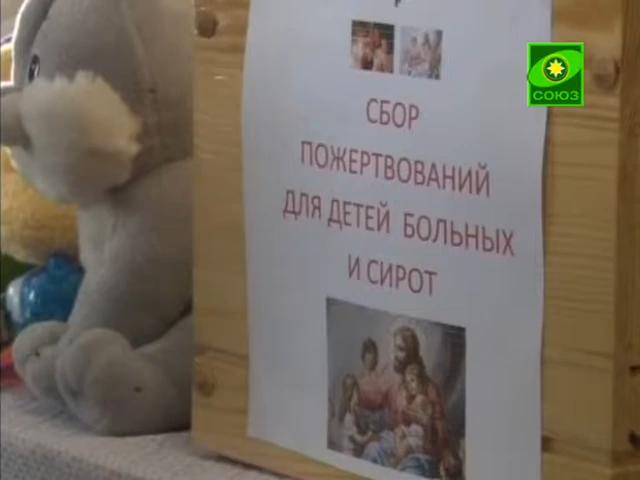 СОЮЗ
СБОР
ПОЖЕРТВОВАНИЙ
ДЛЯ ДЕТЕЙ БОЛЬНЫХ
И СИРОТ